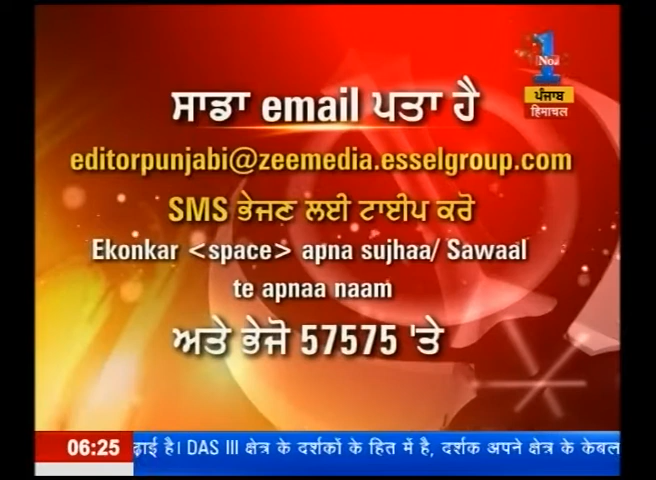 No.1
ਪੰਜਾਬ
हिमाचल
ਸਾਡਾ email ਪਤਾ ਹੈ
editorpunjabi@zeemedia.esselgroup.com
SMS ਭੇਜਣ ਲਈ ਟਾਈਪ ਕਰੋ
Ekonkar <space> apna sujhaa/ Sawaal
te apnaa naam
ਅਤੇ ਭੇਜੋ 57575 'ਤੇ
06:25 ढ़ाई है। DAS III क्षेत्र के दर्शकों के हित में है, दर्शक अपने क्षेत्र के केबल